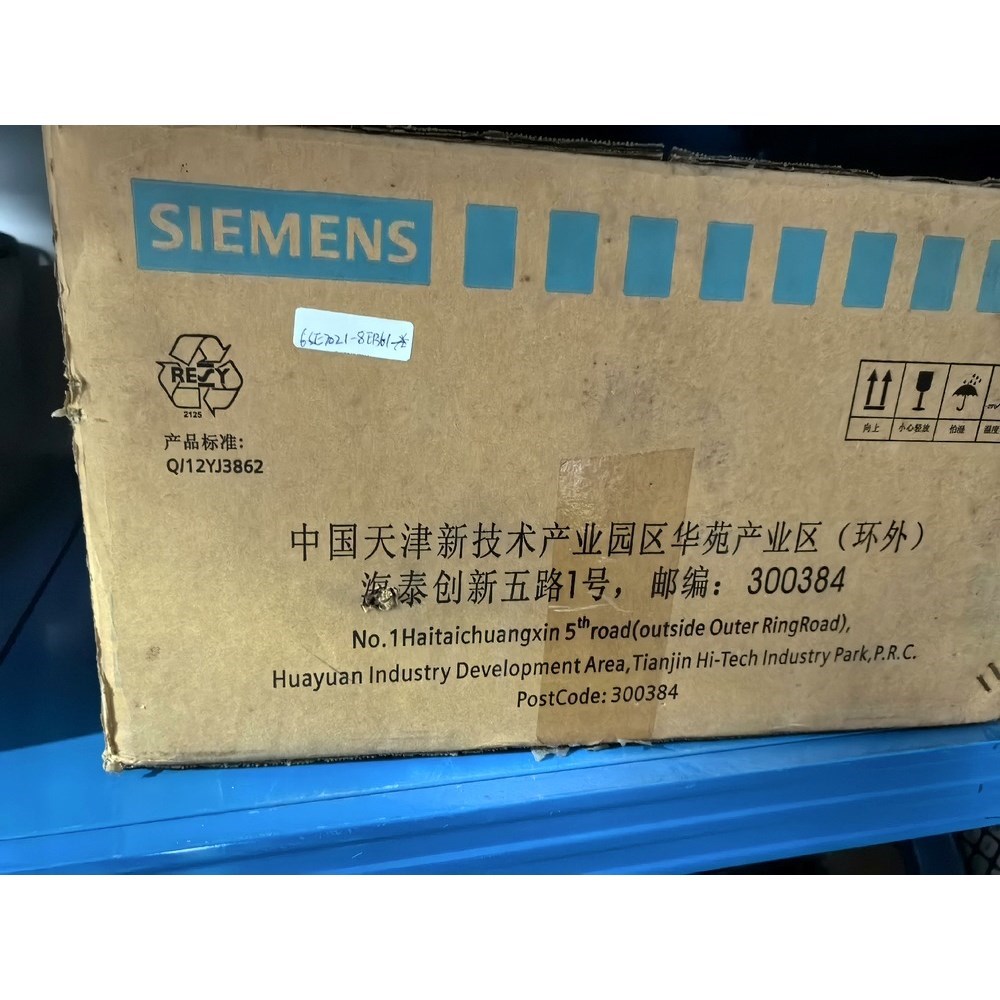 SIEMENS
6SE7021-8EB61-Z
RESY
2125
产品标准:
Q/12YJ3862
向上
小心轻放
怕湿
温度
中国天津新技术产业园区华苑产业区(环外)
海泰创新五路1号,邮编:300384
No.1Haitaichuangxin 5th road(outside Outer RingRoad),
Huayuan Industry Development Area,Tianjin Hi-Tech Industry Park,P.R.C.
PostCode:300384